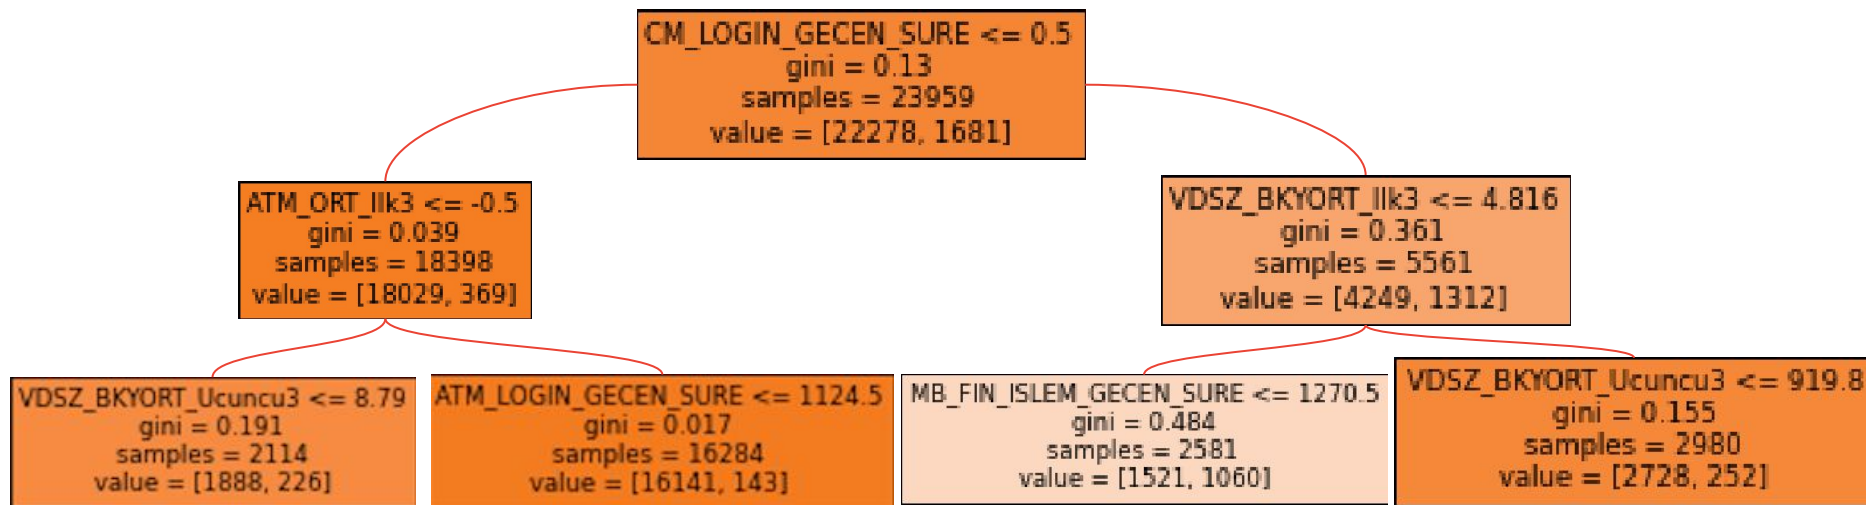 CM_LOGIN_GECEN_SURE <= 0.5
gini = 0.13
samples = 23959
value = [22278, 1681]
ATM_ORT_Ilk3 <= -0.5
gini = 0.039
samples = 18398
value = [18029, 369]
VDSZ_BKYORT_Ilk3 <= 4.816
gini = 0.361
samples = 5561
value = [4249, 1312]
VDSZ_BKYORT_Ucuncu3 <= 8.79
gini = 0.191
samples = 2114
value = [1888, 226]
ATM_LOGIN_GECEN_SURE <= 1124.5
gini = 0.017
samples = 16284
value = [16141, 143]
MB_FIN_ISLEM_GECEN_SURE <= 1270.5
gini = 0.484
samples = 2581
value = [1521, 1060]
VDSZ_BKYORT_Ucuncu3 <= 919.8
gini = 0.155
samples = 2980
value = [2728, 252]